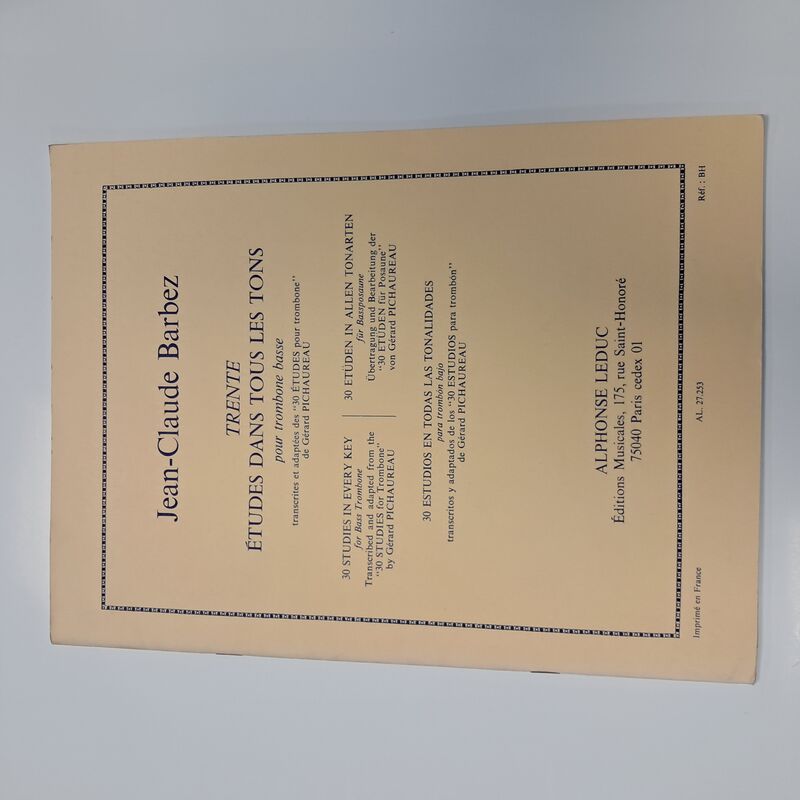 Jean-Claude Barbez
TRENTE
ÉTUDES DANS TOUS LES TONS
pour trombone basse
transcrites et adaptées des "30 ÉTUDES pour trombone"
de Gérard PICHAUREAU
30 STUDIES IN EVERY KEY
for Bass Trombone
Transcribed and adapted from the
"30 STUDIES for Trombone"
by Gérard PICHAUREAU
30 ETÜDEN IN ALLEN TONARTEN
für Bassposaune
Übertragung und Bearbeitung der
"30 ETÜDEN für Posaune"
von Gérard PICHAUREAU
30 ESTUDIOS EN TODAS LAS TONALIDADES
para trombón bajo
transcritos y adaptados de los "30 ESTUDIOS para trombón"
de Gérard PICHAUREAU
ALPHONSE LEDUC
Éditions Musicales, 175, rue Saint-Honoré
75040 Paris cedex 01
Imprimé en France
AL. 27.253
Réf. : BH